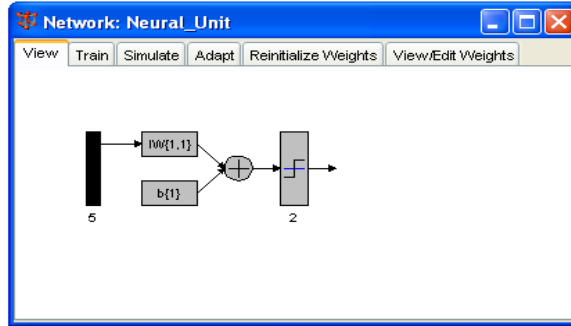 Network: Neural_Unit
View Train Simulate Adapt Reinitialize Weights View/Edit Weights
IW{1,1}
b{1}
5 2